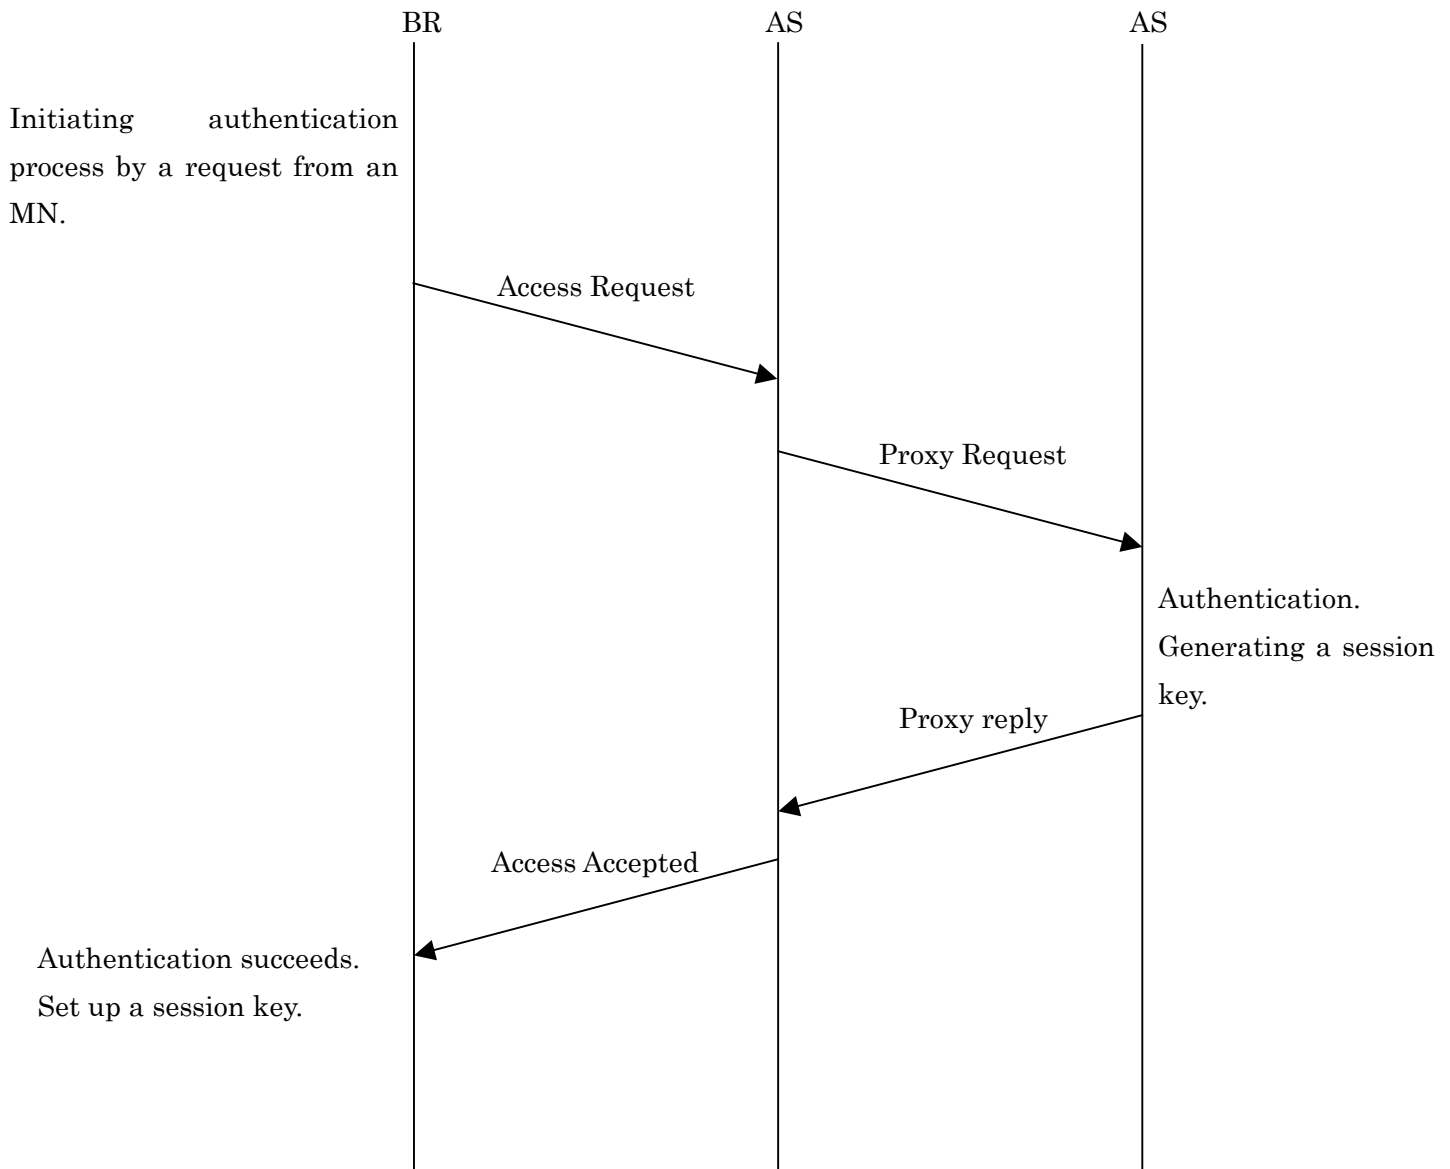 BR
AS
AS
Initiating authentication
process by a request from an
MN.
Access Request
Proxy Request
Authentication.
Generating a session
key.
Proxy reply
Access Accepted
Authentication succeeds.
Set up a session key.